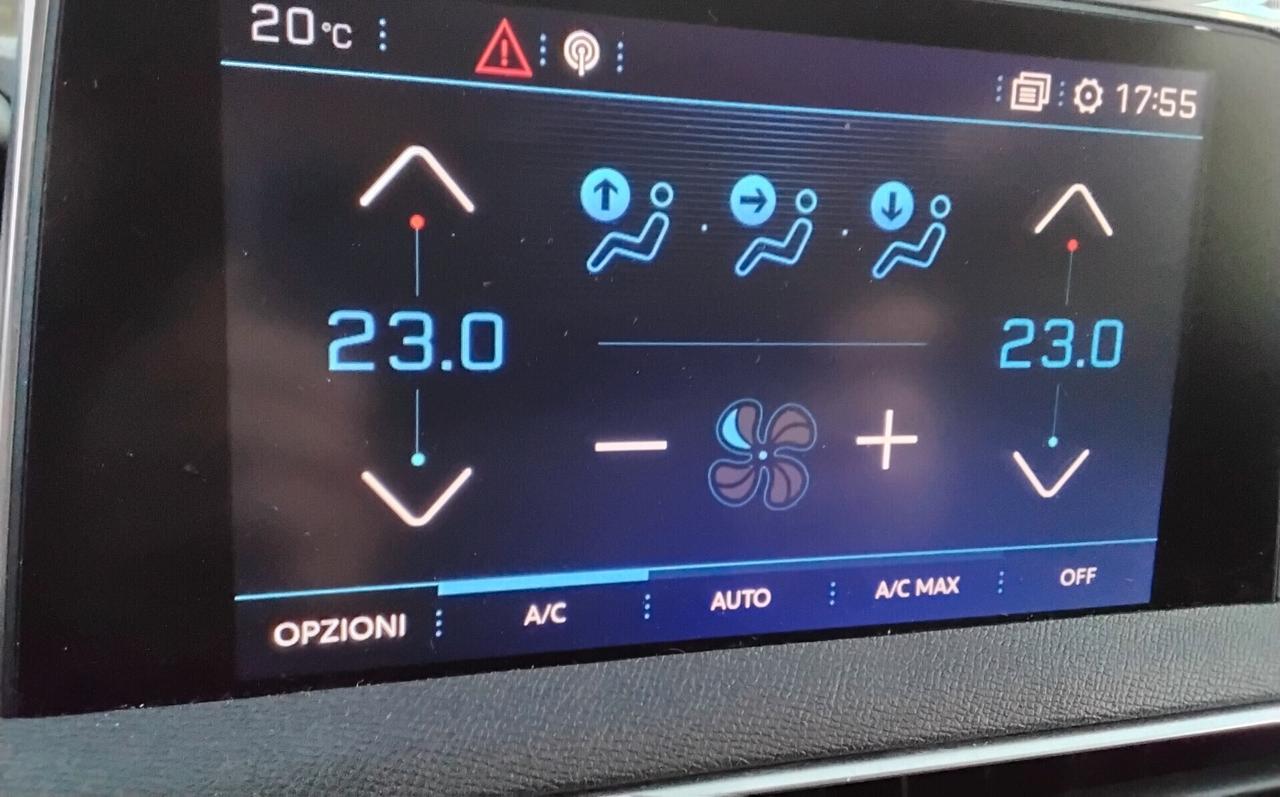 20°C
17:55
23.0
23.0
OPZIONI
A/C
AUTO
A/C MAX
OFF